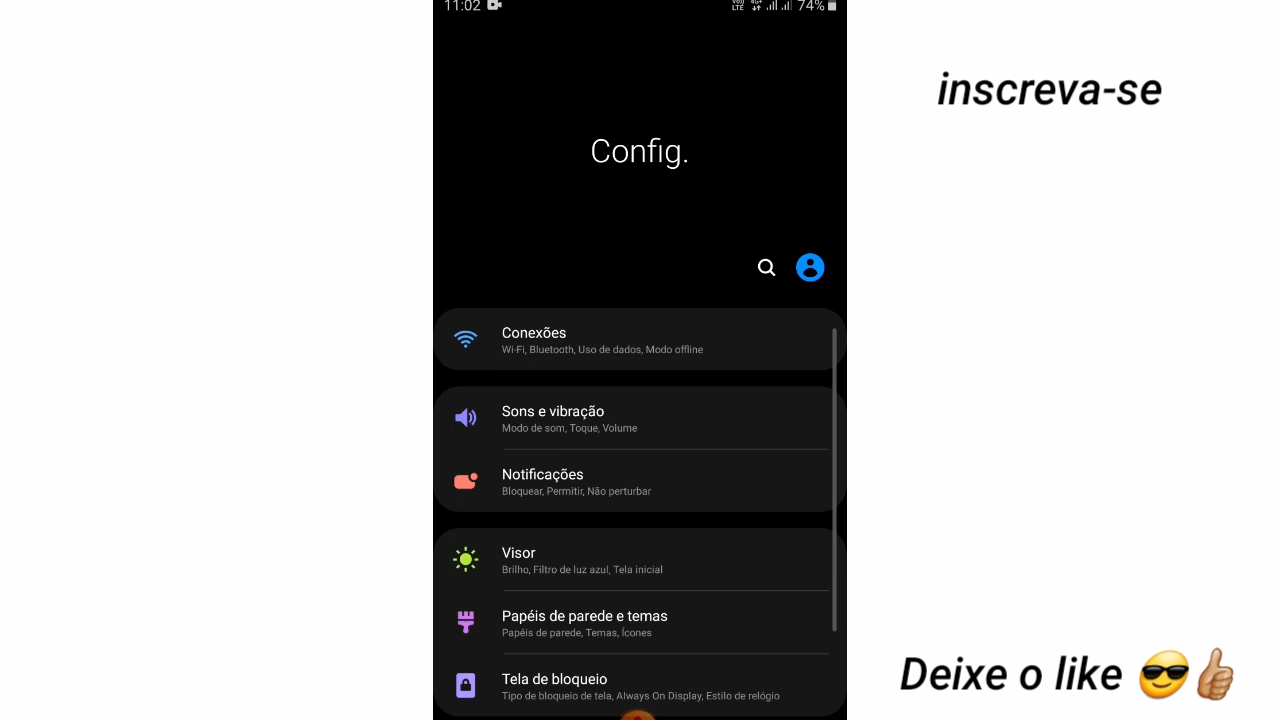 11:02 74%
inscreva-se
Config.
Conexões
Wi-Fi, Bluetooth, Uso de dados, Modo offline
Sons e vibração
Modo de som, Toque, Volume
Notificações
Bloquear, Permitir, Não perturbar
Visor
Brilho, Filtro de luz azul, Tela inicial
Papéis de parede e temas
Papéis de parede, Temas, Ícones
Tela de bloqueio
Tipo de bloqueio de tela, Always On Display, Estilo de relógio
Deixe o like 😎👍🏼